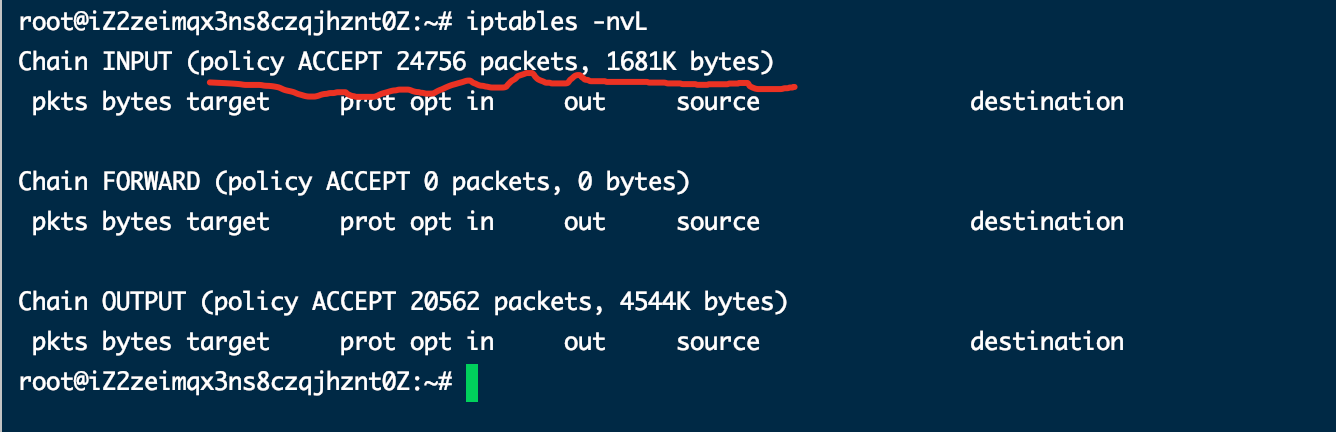 root@iZ2zeimqx3ns8czqjhznt0Z:~# iptables -nvL
Chain INPUT (policy ACCEPT 24756 packets, 1681K bytes)
 pkts bytes target     prot opt in     out     source               destination

Chain FORWARD (policy ACCEPT 0 packets, 0 bytes)
 pkts bytes target     prot opt in     out     source               destination

Chain OUTPUT (policy ACCEPT 20562 packets, 4544K bytes)
 pkts bytes target     prot opt in     out     source               destination
root@iZ2zeimqx3ns8czqjhznt0Z:~#